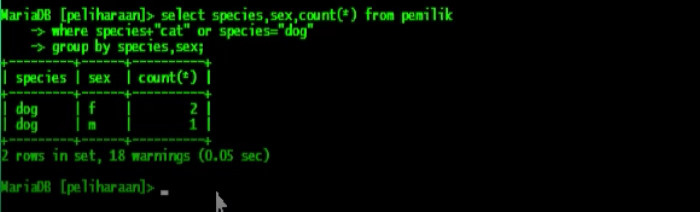 MariaDB [peliharaan]> select species,sex,count(*) from pemilik
    -> where species+"cat" or species="dog"
    -> group by species,sex;
+---------+------+----------+
| species | sex  | count(*) |
+---------+------+----------+
| dog     | f    |        2 |
| dog     | m    |        1 |
+---------+------+----------+
2 rows in set, 18 warnings (0.05 sec)
MariaDB [peliharaan]> _